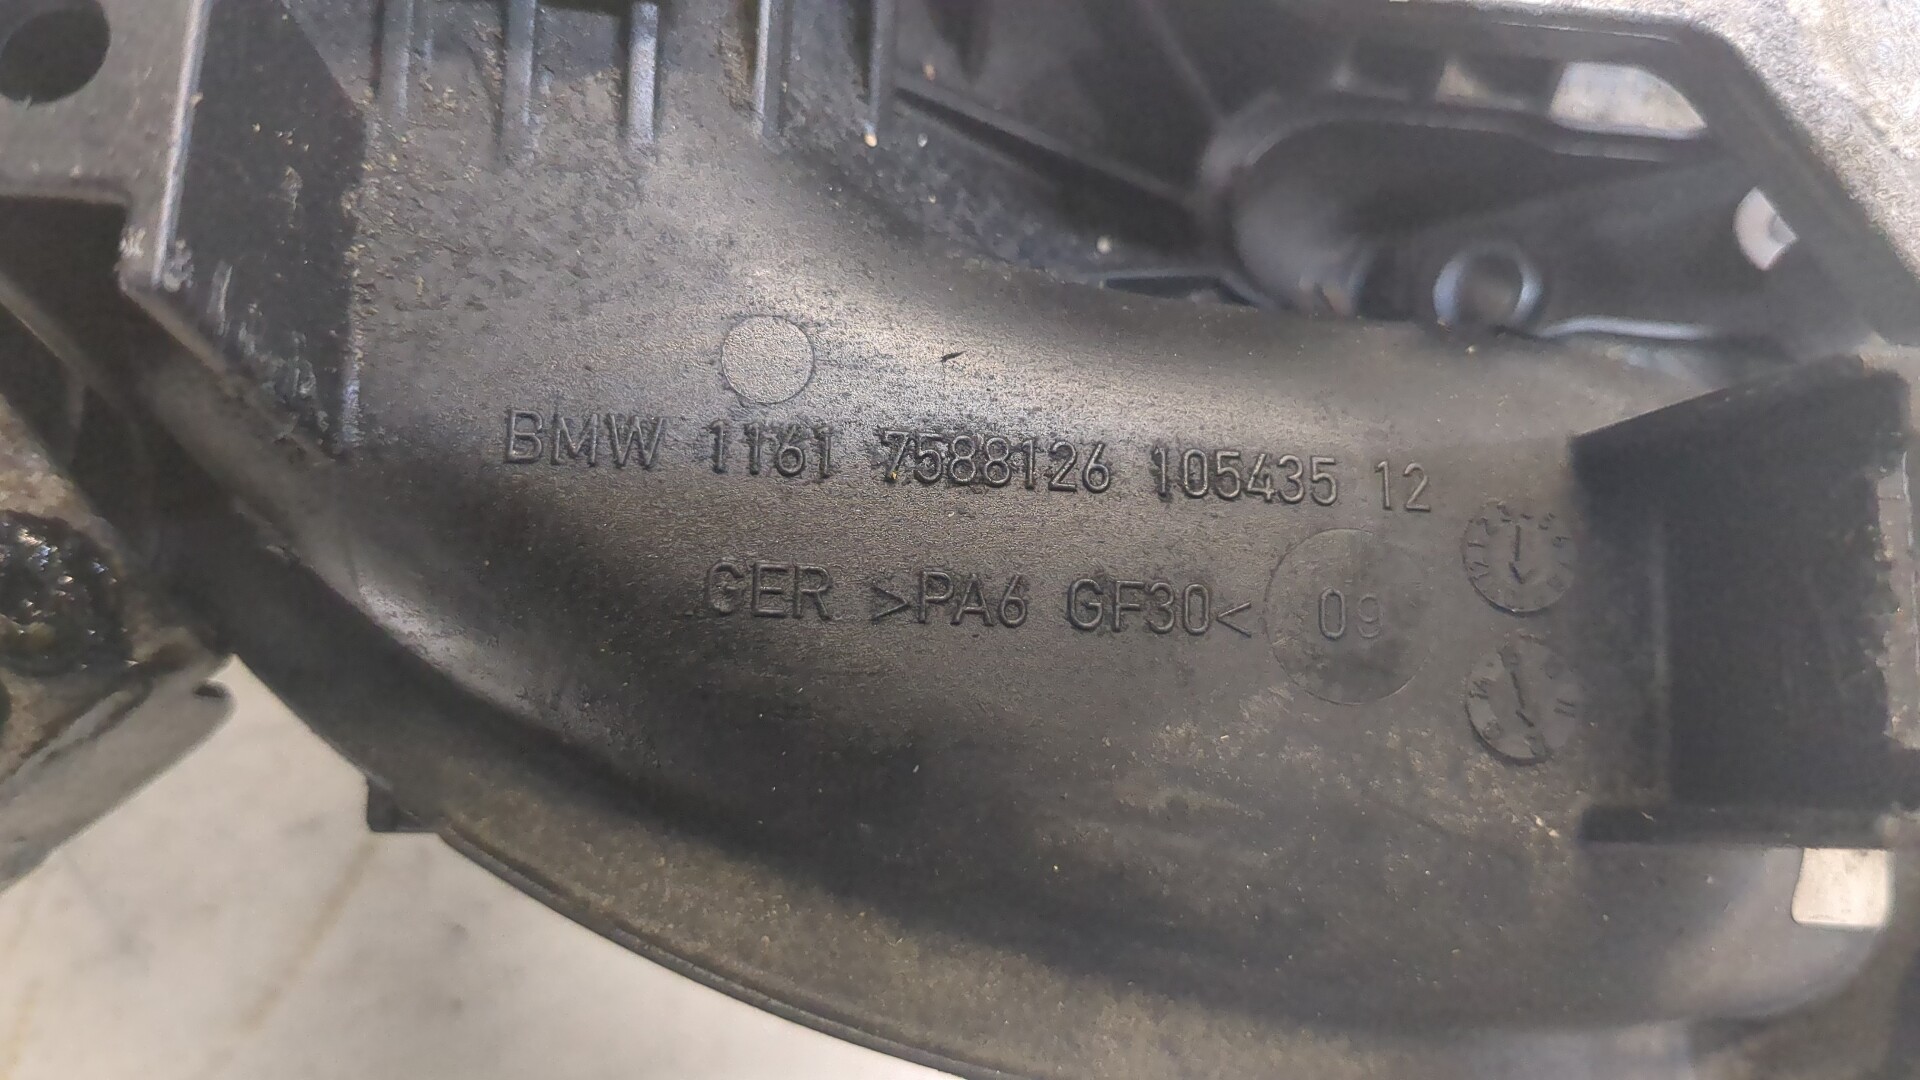 BMW 1161 7588126 105435 12
GER >PA6 GF30< 09